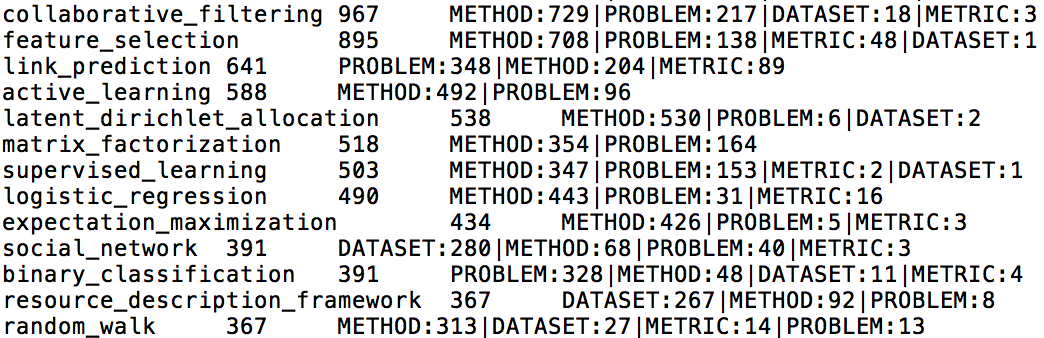 collaborative_filtering 967 METHOD:729|PROBLEM:217|DATASET:18|METRIC:3
feature_selection 895 METHOD:708|PROBLEM:138|METRIC:48|DATASET:1
link_prediction 641 PROBLEM:348|METHOD:204|METRIC:89
active_learning 588 METHOD:492|PROBLEM:96
latent_dirichlet_allocation 538 METHOD:530|PROBLEM:6|DATASET:2
matrix_factorization 518 METHOD:354|PROBLEM:164
supervised_learning 503 METHOD:347|PROBLEM:153|METRIC:2|DATASET:1
logistic_regression 490 METHOD:443|PROBLEM:31|METRIC:16
expectation_maximization 434 METHOD:426|PROBLEM:5|METRIC:3
social_network 391 DATASET:280|METHOD:68|PROBLEM:40|METRIC:3
binary_classification 391 PROBLEM:328|METHOD:48|DATASET:11|METRIC:4
resource_description_framework 367 DATASET:267|METHOD:92|PROBLEM:8
random_walk 367 METHOD:313|DATASET:27|METRIC:14|PROBLEM:13